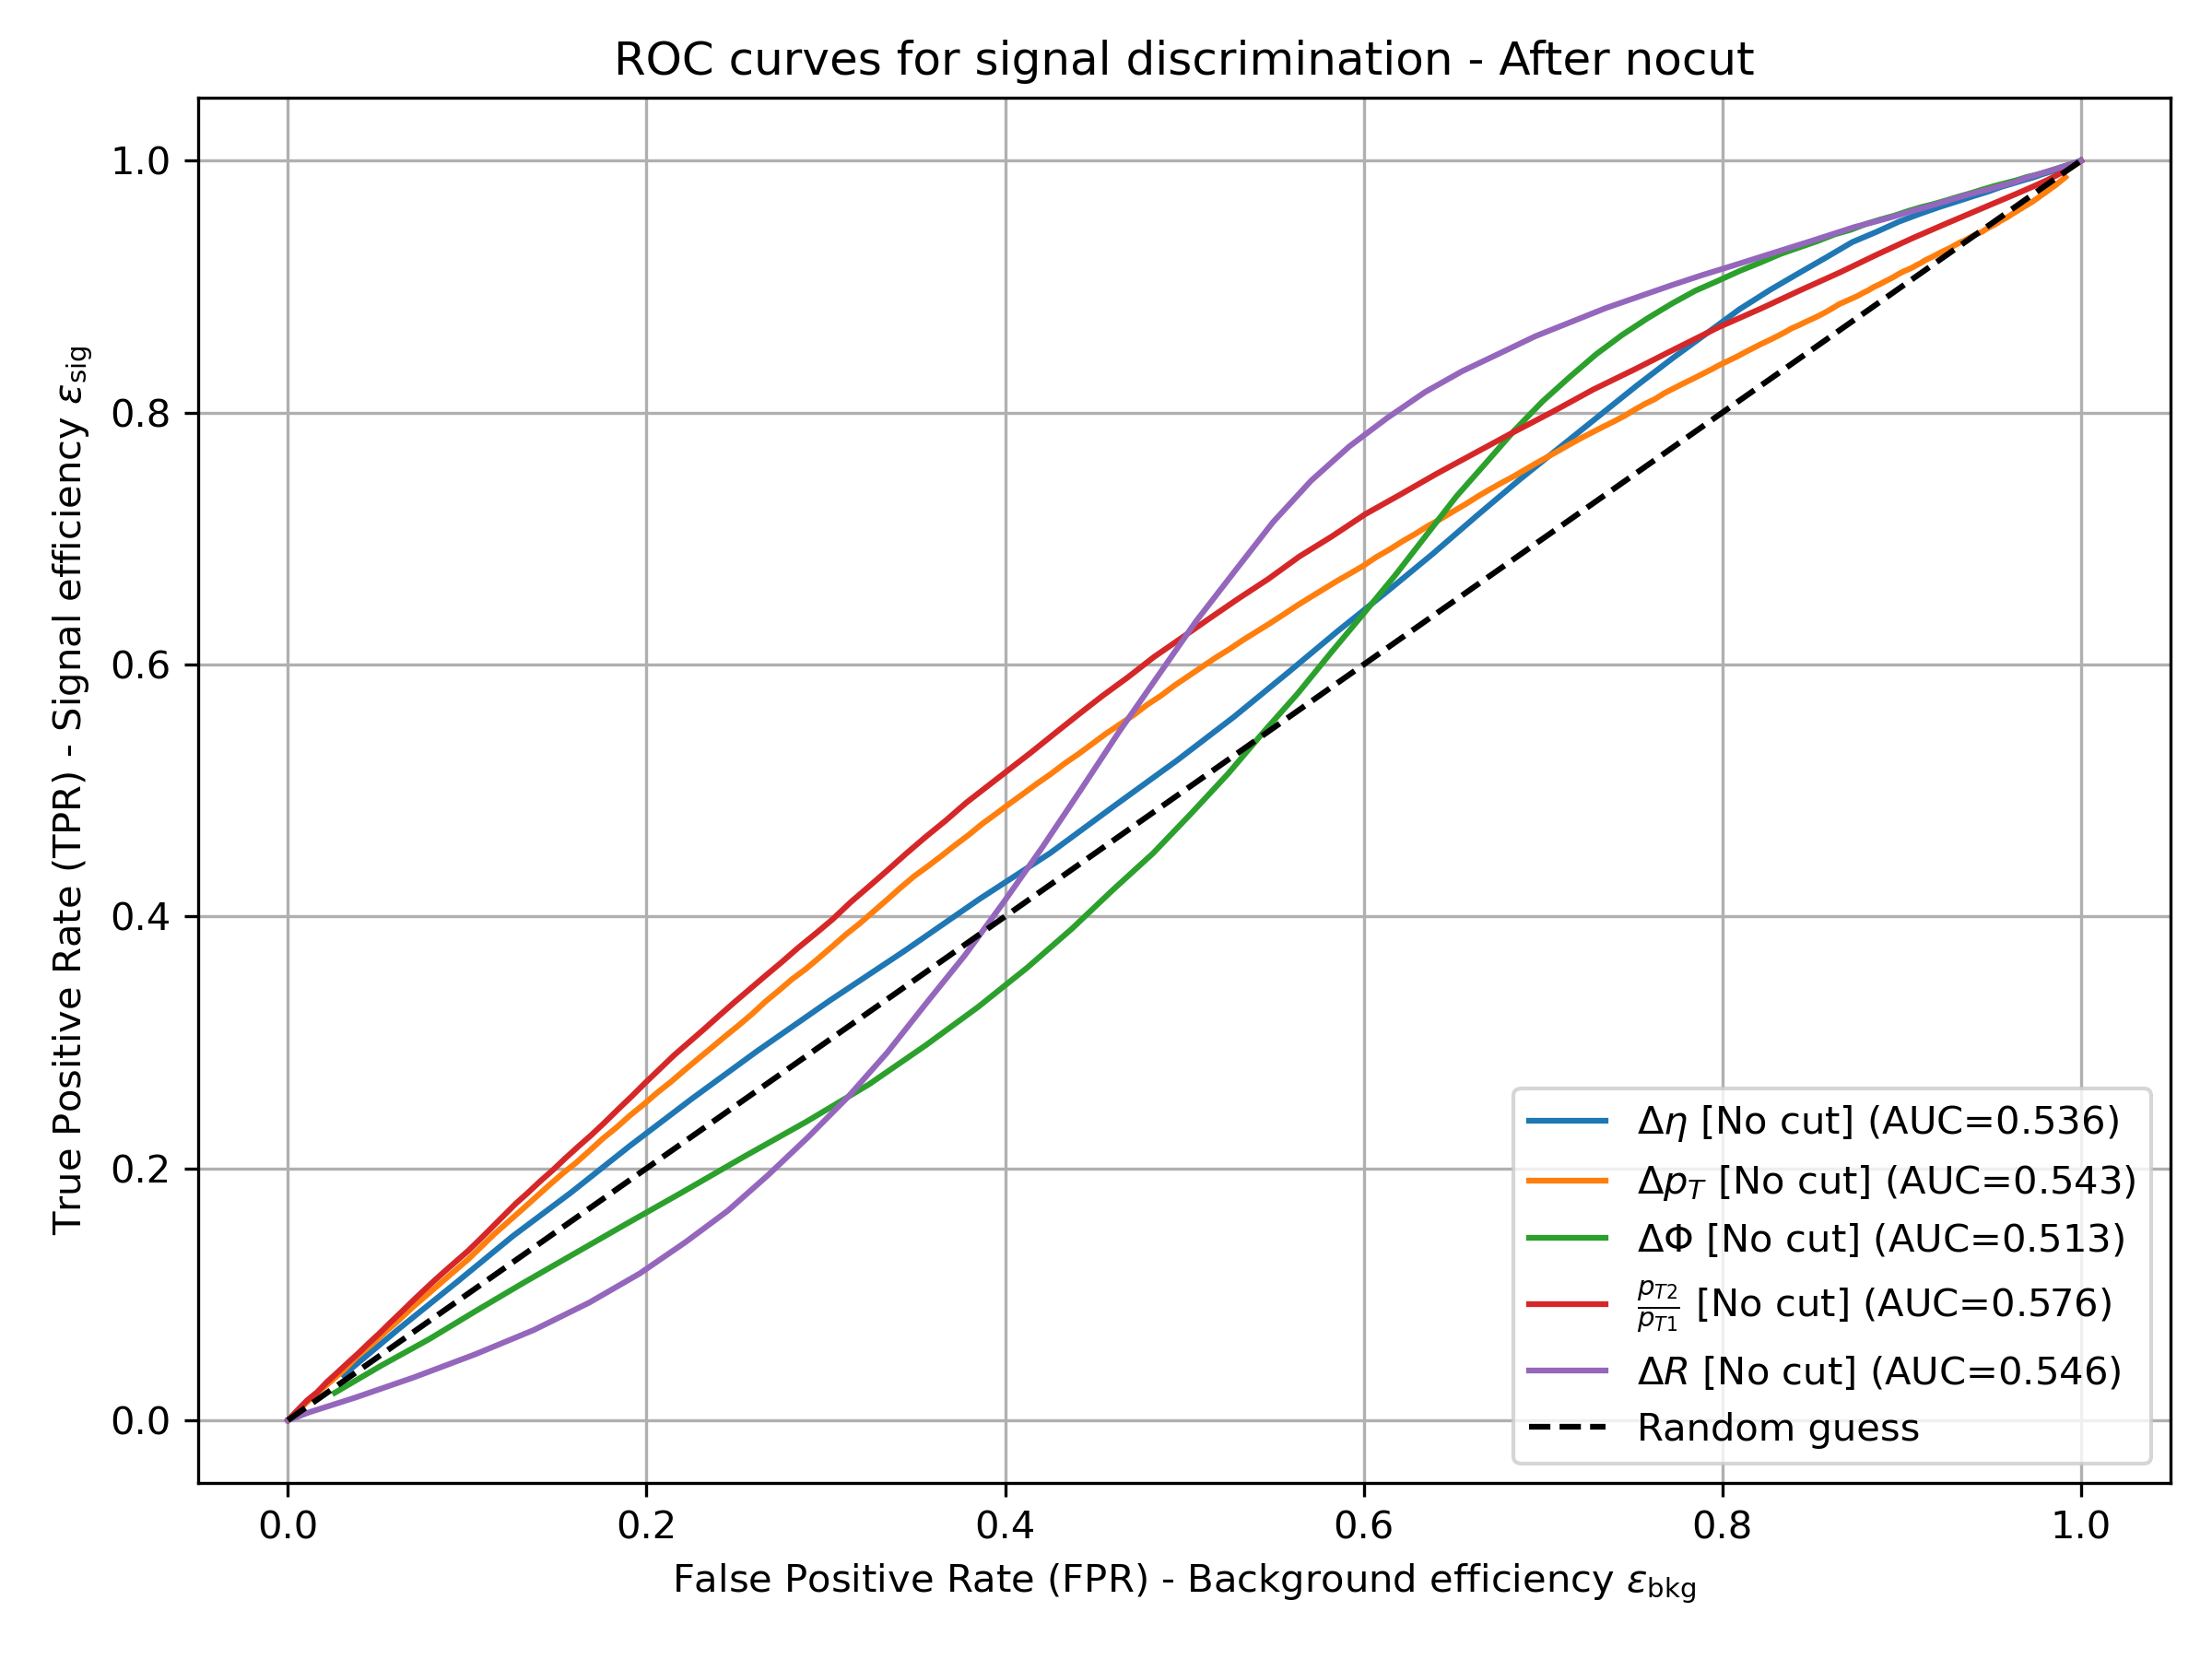 ROC curves for signal discrimination - After nocut
True Positive Rate (TPR) - Signal efficiency ε_sig
1.0
0.8
0.6
0.4
0.2
0.0
0.0 0.2 0.4 0.6 0.8 1.0
False Positive Rate (FPR) - Background efficiency ε_bkg
Δη [No cut] (AUC=0.536)
Δp_T [No cut] (AUC=0.543)
ΔΦ [No cut] (AUC=0.513)
p_T2/p_T1 [No cut] (AUC=0.576)
ΔR [No cut] (AUC=0.546)
Random guess